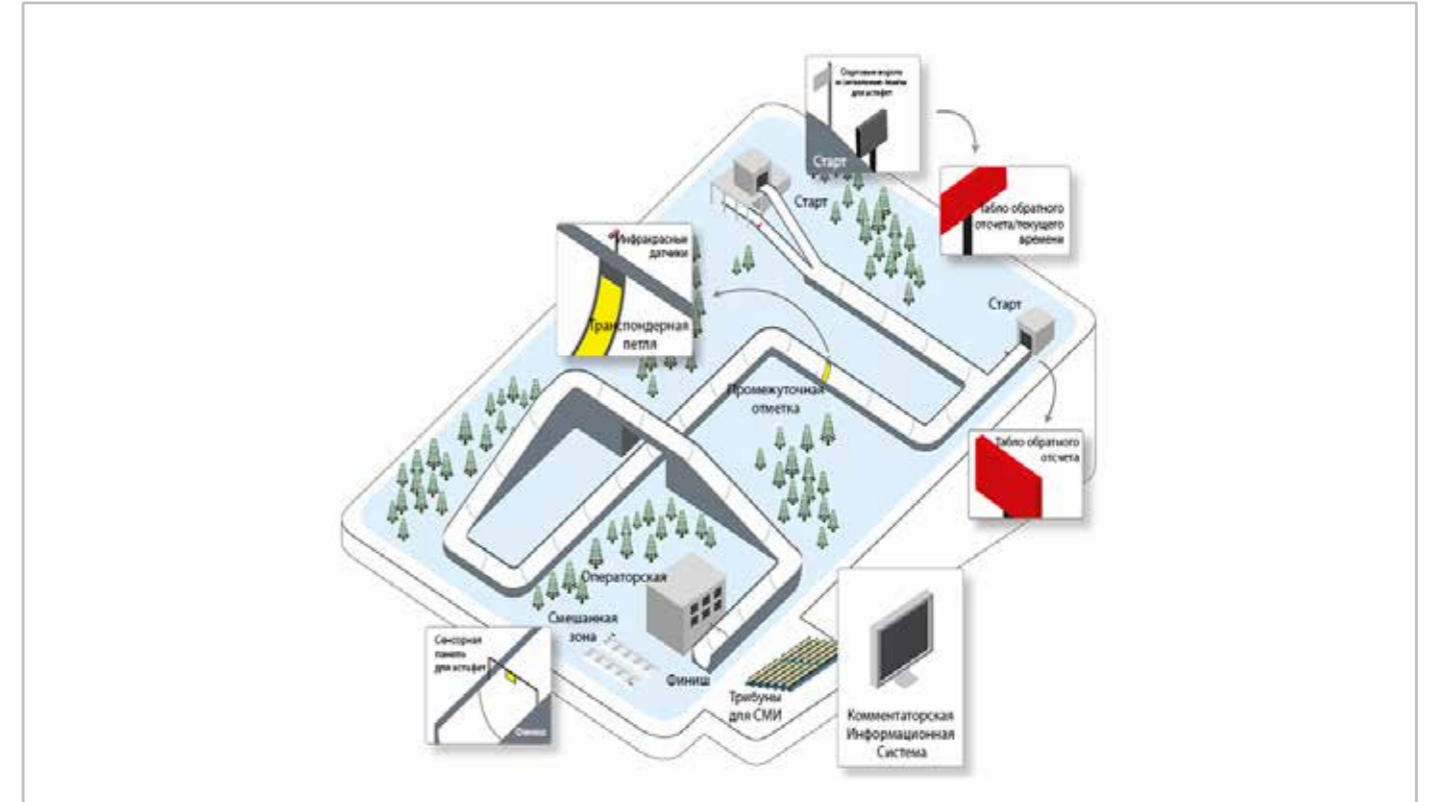 Стартовые ворота
и сигнальные лампы
для эстафет
Старт
Табло обратного
отсчета/текущего
времени
Старт
Инфракрасные
датчики
Транспондерная
петля
Старт
Промежуточная
отметка
Табло обратного
отсчета
Операторская
Смешанная
зона
Сенсорная
панель
для эстафет
Финиш
Финиш
Трибуны
для СМИ
Комментаторская
Информационная
Система